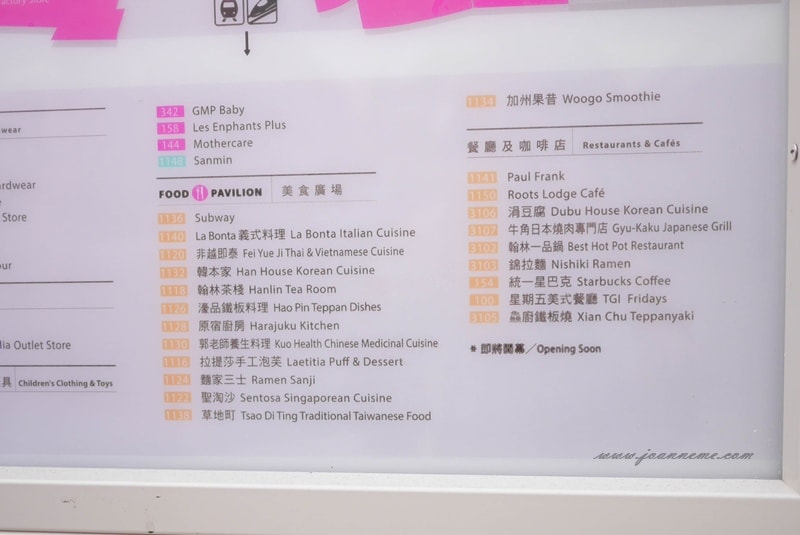 actory Store
wear
rdwear
e
Store
our
lia Outlet Store
具 Children's Clothing & Toys
342 GMP Baby
158 Les Enphants Plus
144 Mothercare
1148 Sanmin
FOOD PAVILION 美食廣場
1136 Subway
1140 La Bonta 義式料理 La Bonta Italian Cuisine
1120 非越即泰 Fei Yue Ji Thai & Vietnamese Cuisine
1132 韓本家 Han House Korean Cuisine
1118 翰林茶棧 Hanlin Tea Room
1126 濠品鐵板料理 Hao Pin Teppan Dishes
1128 原宿廚房 Harajuku Kitchen
1130 郭老師養生料理 Kuo Health Chinese Medicinal Cuisine
1116 拉提莎手工泡芙 Laetitia Puff & Dessert
1124 麵家三士 Ramen Sanji
1122 聖淘沙 Sentosa Singaporean Cuisine
1138 草地町 Tsao Di Ting Traditional Taiwanese Food
1134 加州果昔 Woogo Smoothie
餐廳及咖啡店 Restaurants & Cafés
1141 Paul Frank
1150 Roots Lodge Café
3106 涓豆腐 Dubu House Korean Cuisine
3107 牛角日本燒肉專門店 Gyu-Kaku Japanese Grill
3102 翰林一品鍋 Best Hot Pot Restaurant
3103 錦拉麵 Nishiki Ramen
154 統一星巴克 Starbucks Coffee
100 星期五美式餐廳 TGI Fridays
3105 廚鐵板燒 Xian Chu Teppanyaki
* 即將開幕／Opening Soon
www.joanneme.com